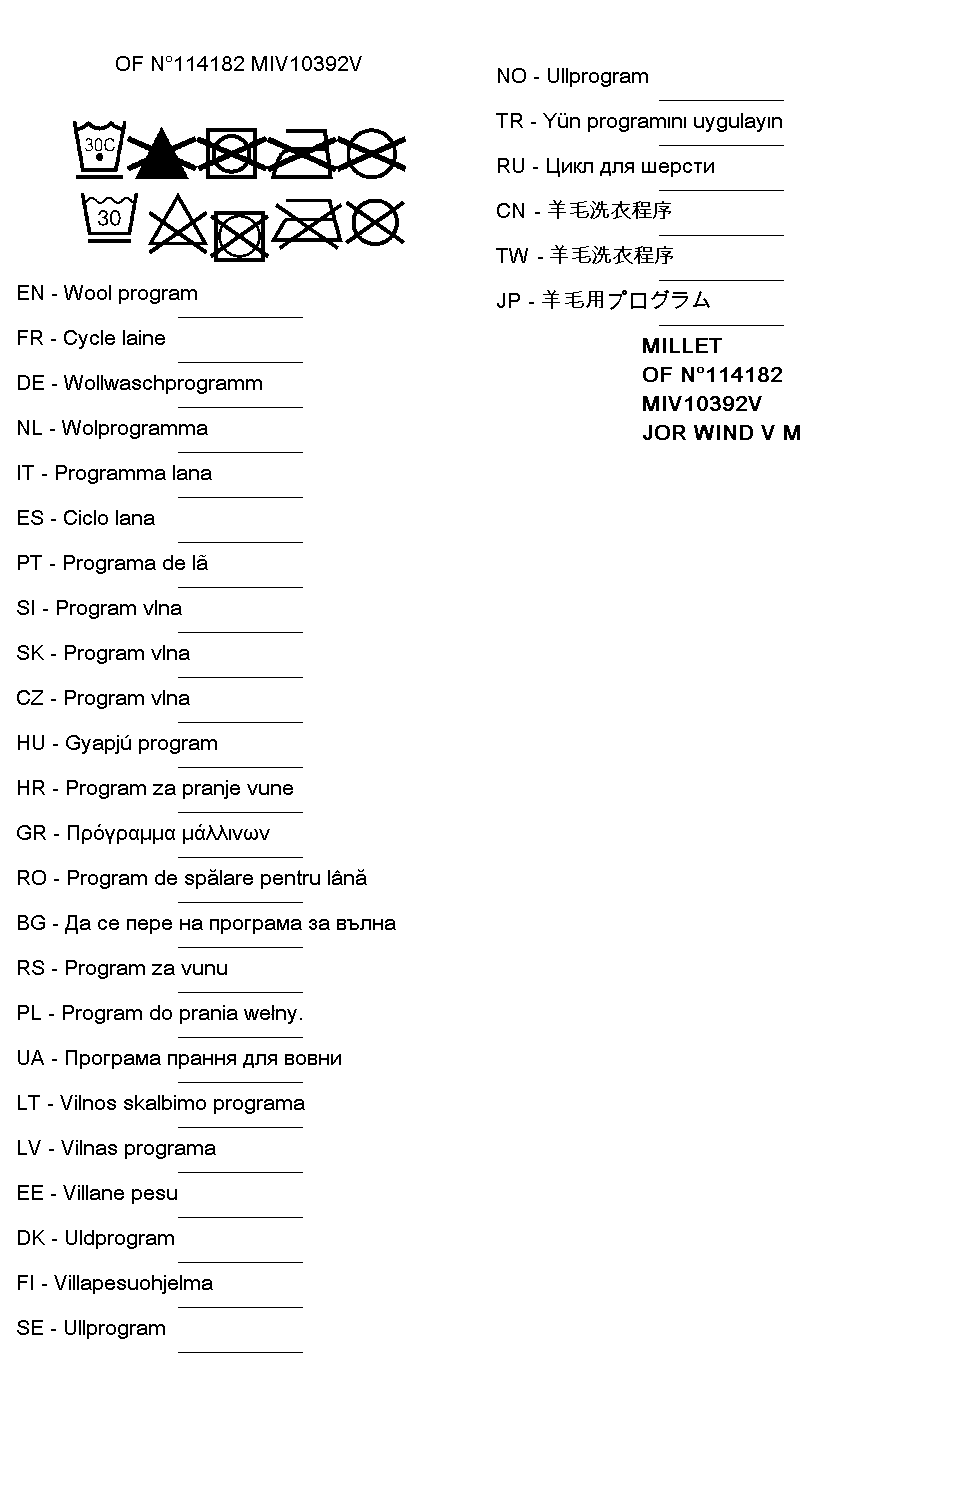 OF N°114182 MIV10392V
30C
30
EN - Wool program
FR - Cycle laine
DE - Wollwaschprogramm
NL - Wolprogramma
IT - Programma lana
ES - Ciclo lana
PT - Programa de lã
SI - Program vlna
SK - Program vlna
CZ - Program vlna
HU - Gyapjú program
HR - Program za pranje vune
GR - Πρόγραμμα μάλλινων
RO - Program de spălare pentru lână
BG - Да се пере на програма за вълна
RS - Program za vunu
PL - Program do prania wełny.
UA - Програма прання для вовни
LT - Vilnos skalbimo programa
LV - Vilnas programa
EE - Villane pesu
DK - Uldprogram
FI - Villapesuohjelma
SE - Ullprogram
NO - Ullprogram
TR - Yün programını uygulayın
RU - Цикл для шерсти
CN - 羊毛洗衣程序
TW - 羊毛洗衣程序
JP - 羊毛用プログラム
MILLET
OF N°114182
MIV10392V
JOR WIND V M